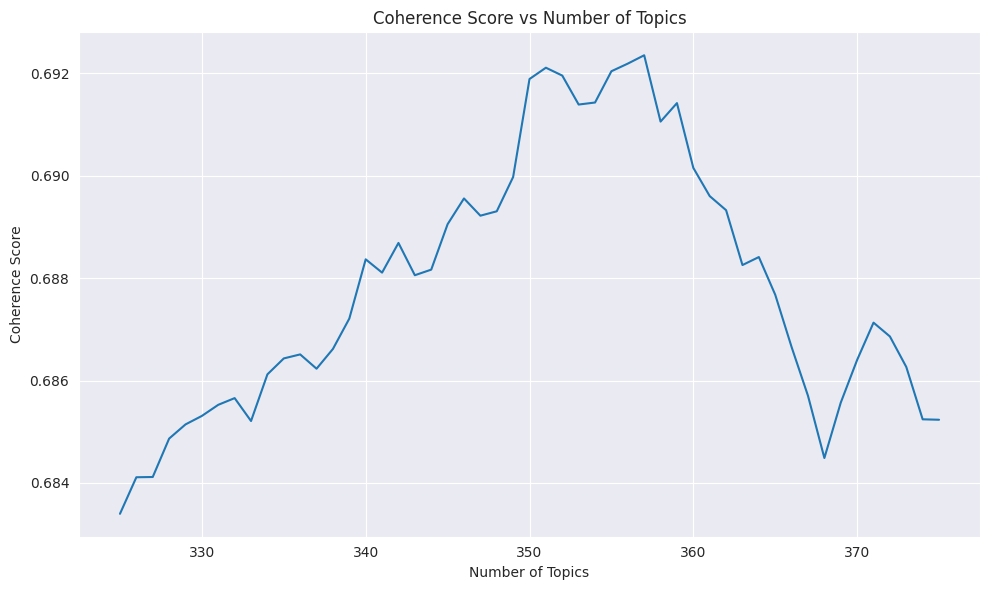 Coherence Score vs Number of Topics
Coherence Score
0.692
0.690
0.688
0.686
0.684
330 340 350 360 370
Number of Topics